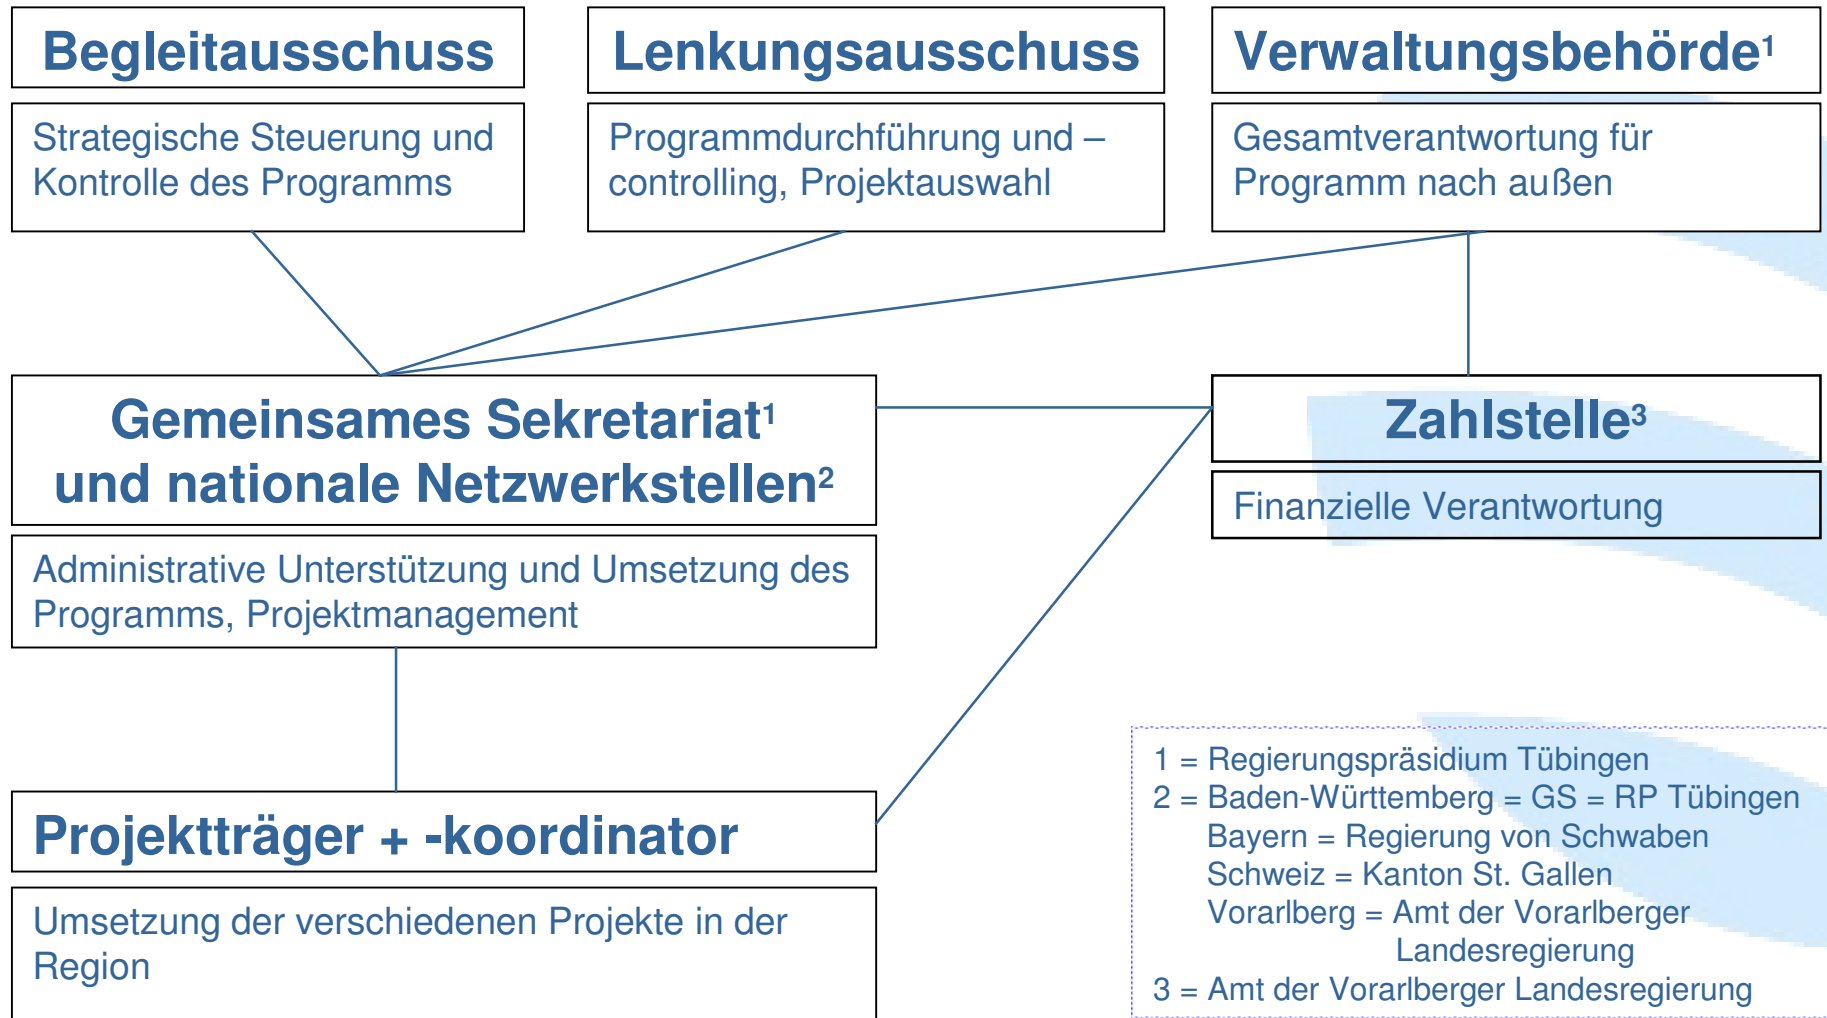 Begleitausschuss
Strategische Steuerung und
Kontrolle des Programms
Lenkungsausschuss
Programmdurchführung und –
controlling, Projektauswahl
Verwaltungsbehörde¹
Gesamtverantwortung für
Programm nach außen
Gemeinsames Sekretariat¹
und nationale Netzwerkstellen²
Administrative Unterstützung und Umsetzung des
Programms, Projektmanagement
Zahlstelle³
Finanzielle Verantwortung
Projektträger + -koordinator
Umsetzung der verschiedenen Projekte in der
Region
1 = Regierungspräsidium Tübingen
2 = Baden-Württemberg = GS = RP Tübingen
Bayern = Regierung von Schwaben
Schweiz = Kanton St. Gallen
Vorarlberg = Amt der Vorarlberger
Landesregierung
3 = Amt der Vorarlberger Landesregierung